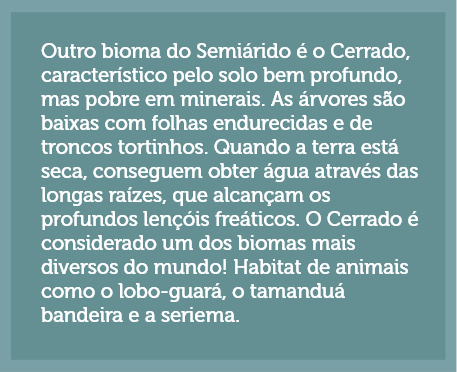 Outro bioma do Semiárido é o Cerrado,
característico pelo solo bem profundo,
mas pobre em minerais. As árvores são
baixas com folhas endurecidas e de
troncos tortinhos. Quando a terra está
seca, conseguem obter água através das
longas raízes, que alcançam os
profundos lençóis freáticos. O Cerrado é
considerado um dos biomas mais
diversos do mundo! Habitat de animais
como o lobo-guará, o tamanduá
bandeira e a seriema.